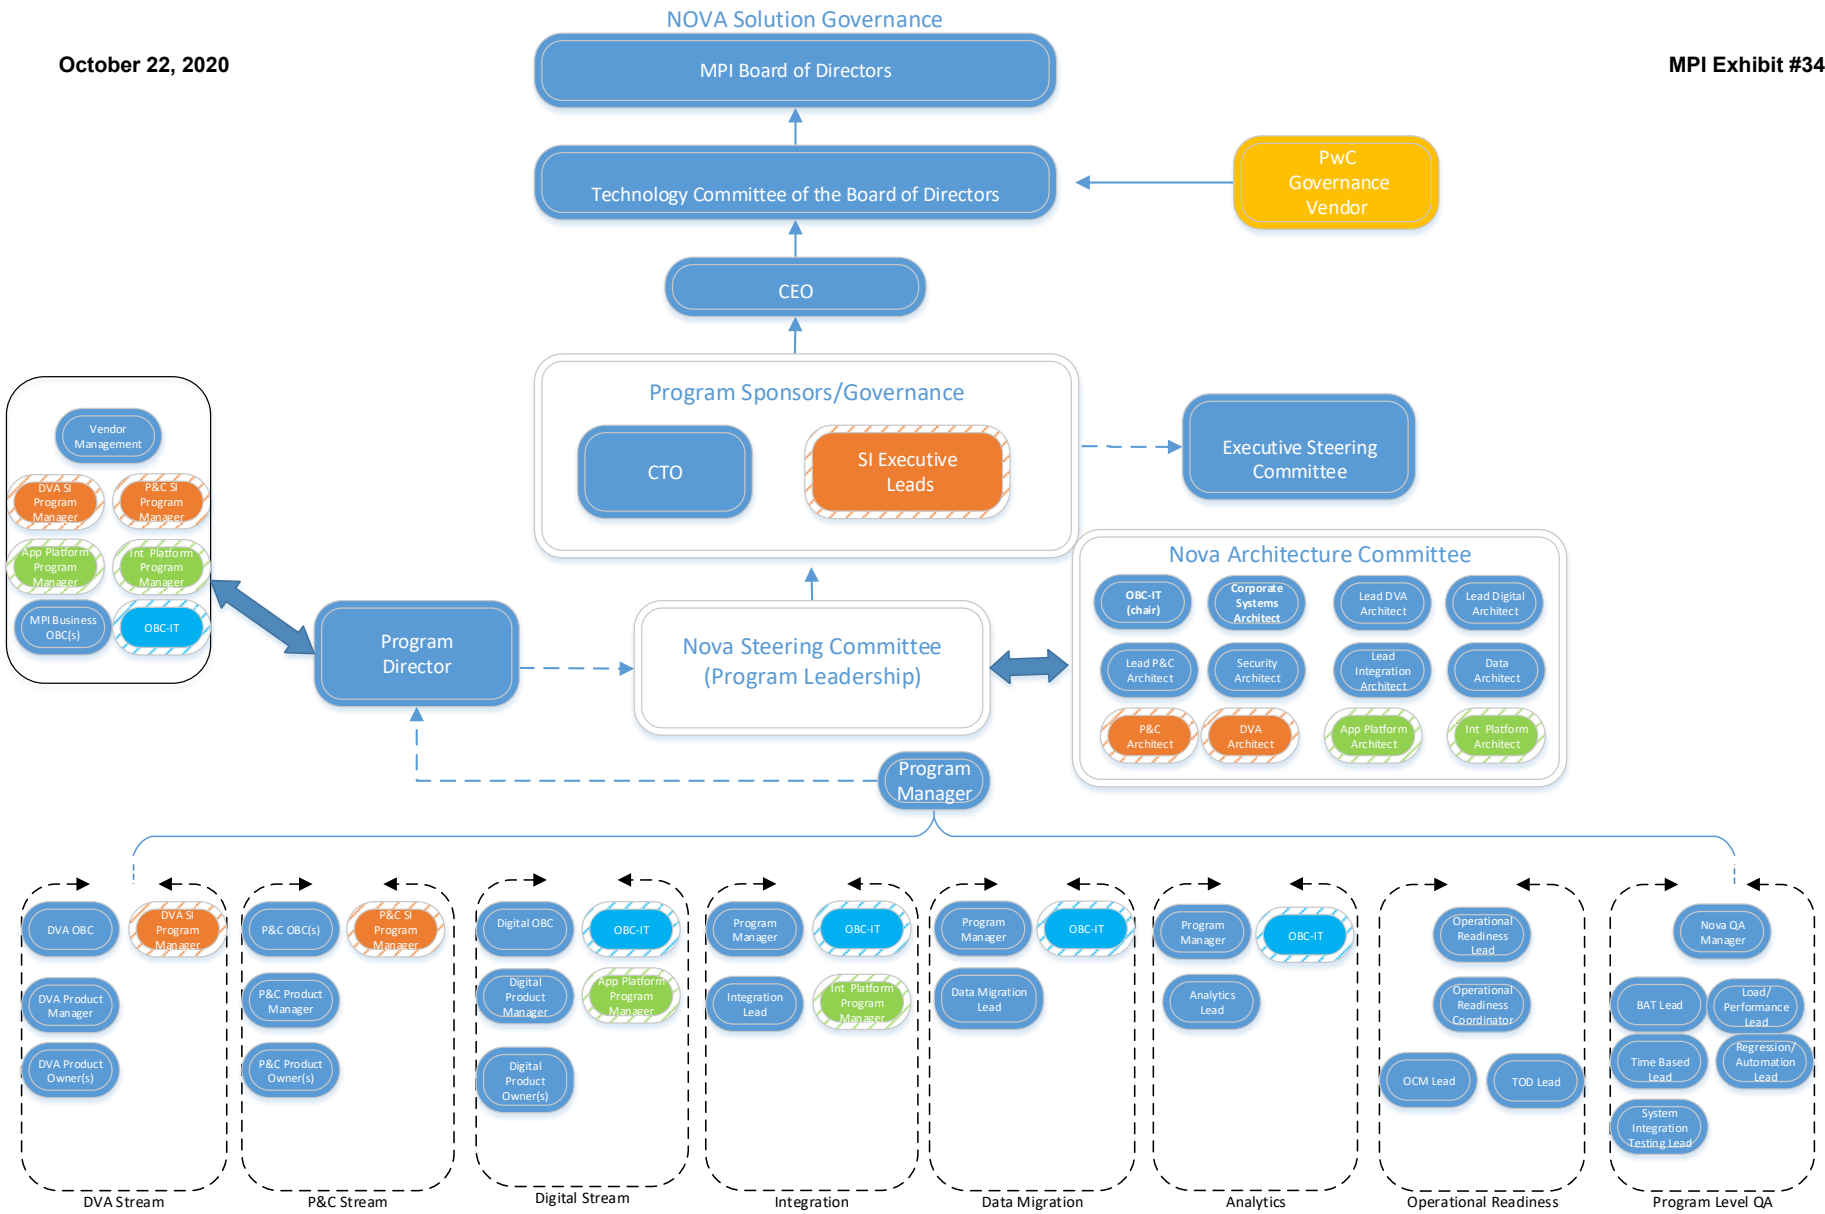 NOVA Solution Governance
October 22, 2020
MPI Exhibit #34
MPI Board of Directors
Technology Committee of the Board of Directors
PwC
Governance
Vendor
CEO
Program Sponsors/Governance
CTO
SI Executive
Leads
Executive Steering
Committee
Vendor
Management
DVA SI
Program
Manager
P&C SI
Program
Manager
App Platform
Program
Manager
Int Platform
Program
Manager
MPI Business
OBC(s)
OBC-IT
Program
Director
Nova Steering Committee
(Program Leadership)
Nova Architecture Committee
OBC-IT
(chair)
Corporate
Systems
Architect
Lead DVA
Architect
Lead Digital
Architect
Lead P&C
Architect
Security
Architect
Lead
Integration
Architect
Data
Architect
P&C
Architect
DVA
Architect
App Platform
Architect
Int Platform
Architect
Program
Manager
DVA OBC
DVA SI
Program
Manager
DVA Product
Manager
DVA Product
Owner(s)
DVA Stream
P&C OBC(s)
P&C SI
Program
Manager
P&C Product
Manager
P&C Product
Owner(s)
P&C Stream
Digital OBC
OBC-IT
Digital
Product
Manager
App Platform
Program
Manager
Digital
Product
Owner(s)
Digital Stream
Program
Manager
OBC-IT
Integration
Lead
Int Platform
Program
Manager
Integration
Program
Manager
OBC-IT
Data Migration
Lead
Data Migration
Program
Manager
OBC-IT
Analytics
Lead
Analytics
Operational
Readiness
Lead
Operational
Readiness
Coordinator
OCM Lead
TOD Lead
Operational Readiness
Nova QA
Manager
BAT Lead
Load/
Performance
Lead
Time Based
Lead
Regression/
Automation
Lead
System
Integration
Testing Lead
Program Level QA